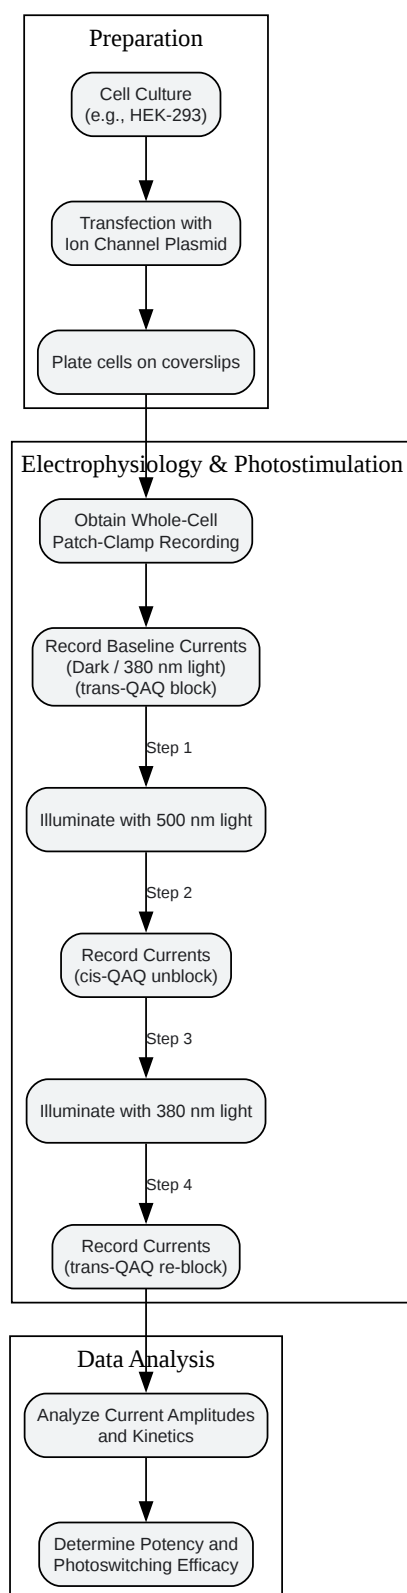 Preparation
Cell Culture
(e.g., HEK-293)
Transfection with
Ion Channel Plasmid
Plate cells on coverslips
Electrophysiology & Photostimulation
Obtain Whole-Cell
Patch-Clamp Recording
Record Baseline Currents
(Dark / 380 nm light)
(trans-QAQ block)
Step 1
Illuminate with 500 nm light
Step 2
Record Currents
(cis-QAQ unblock)
Step 3
Illuminate with 380 nm light
Step 4
Record Currents
(trans-QAQ re-block)
Data Analysis
Analyze Current Amplitudes
and Kinetics
Determine Potency and
Photoswitching Efficacy